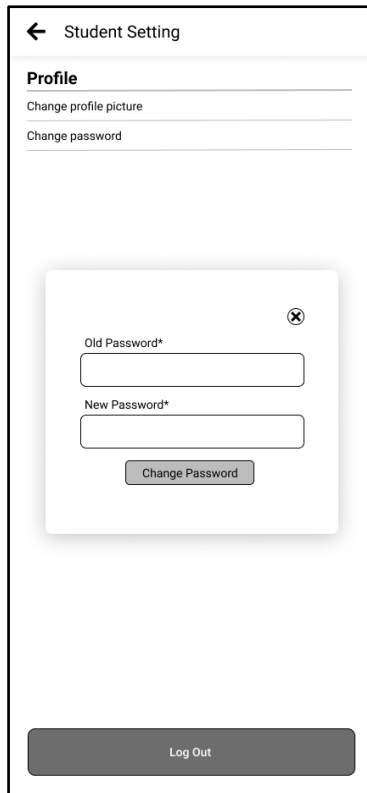 Student Setting
Profile
Change profile picture
Change password
Old Password*
New Password*
Change Password
Log Out